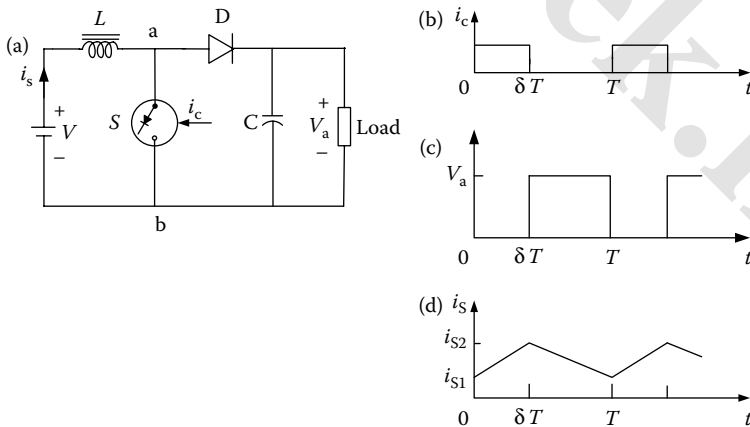 (a)
L
a
D
i_s
+
V
−
S
i_c
C
+
V_a
−
Load
b
(b) i_c
0 δT T t
(c)
V_a
0 δT T t
(d) i_S
i_S2
i_S1
0 δT T t